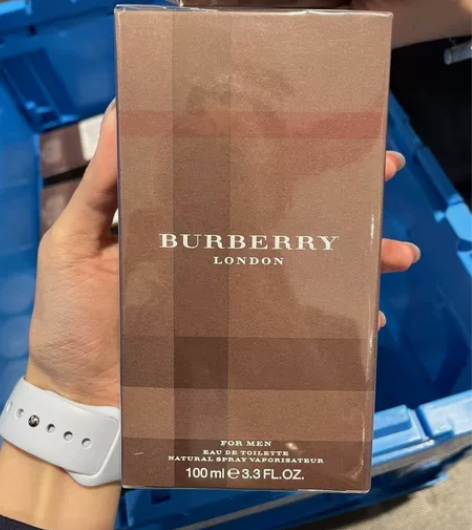 BURBERRY
LONDON
FOR MEN
EAU DE TOILETTE
NATURAL SPRAY VAPORISATEUR
100 ml ℮ 3.3 FL.OZ.